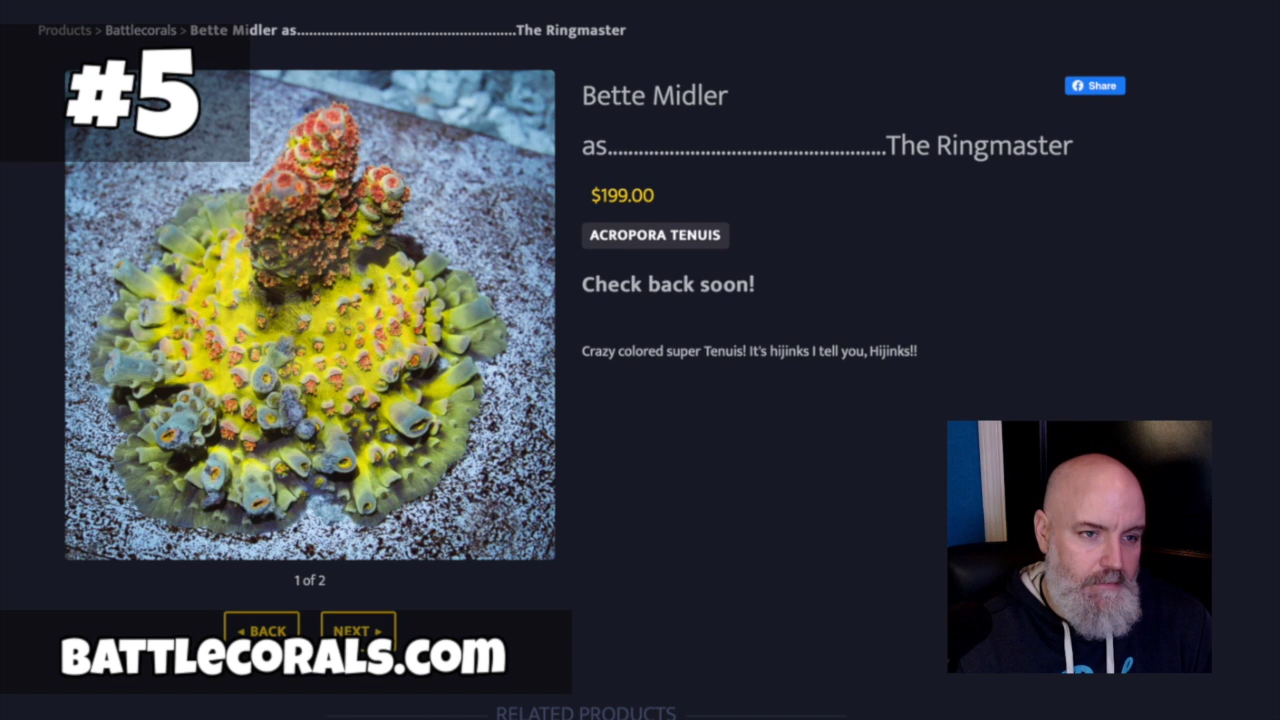 Products > Battlecorals > Bette Midler as......................................................The Ringmaster
#5
Bette Midler
Share
as......................................................The Ringmaster
$199.00
ACROPORA TENUIS
Check back soon!
Crazy colored super Tenuis! It's hijinks I tell you, Hijinks!!
1 of 2
◄ BACK
NEXT ►
BATTLECORALS.COM
RELATED PRODUCTS